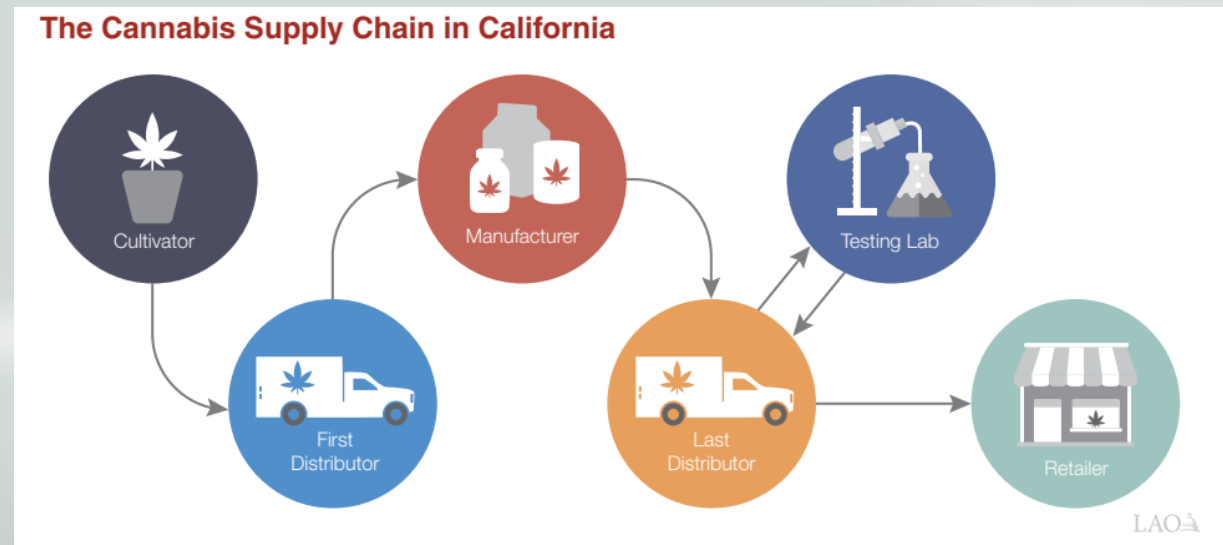 The Cannabis Supply Chain in California
Cultivator
Manufacturer
Testing Lab
First
Distributor
Last
Distributor
Retailer
LAO